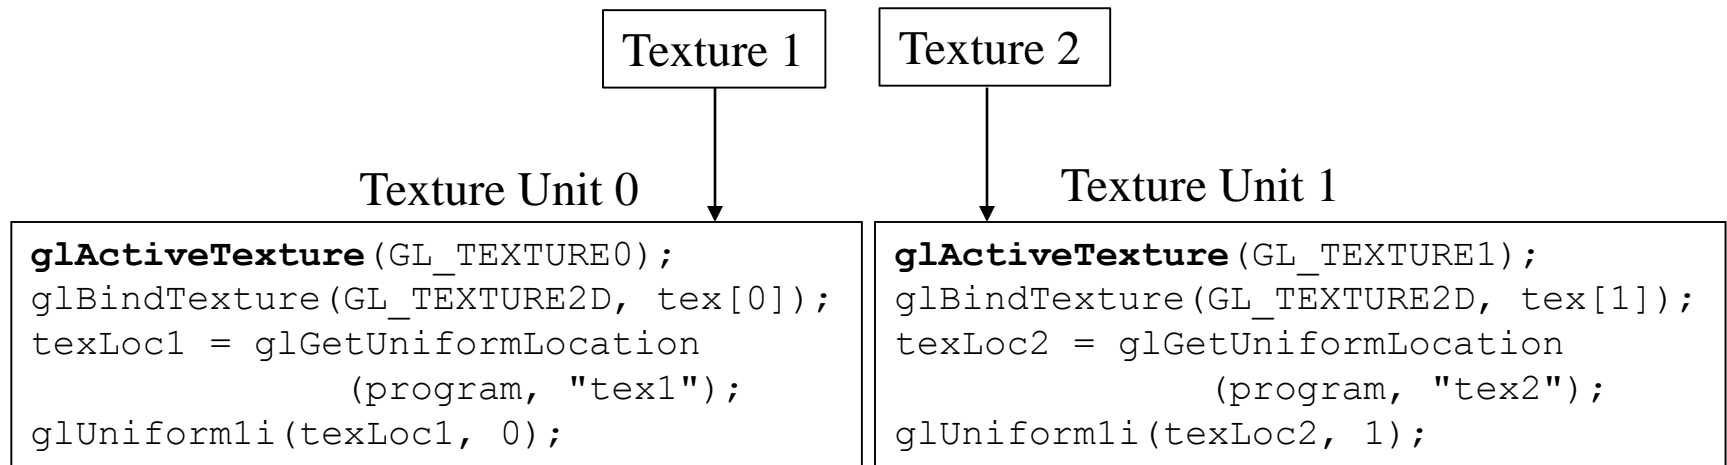 Texture 1
Texture 2
Texture Unit 0
glActiveTexture(GL_TEXTURE0);
glBindTexture(GL_TEXTURE2D, tex[0]);
texLoc1 = glGetUniformLocation
(program, "tex1");
glUniform1i(texLoc1, 0);
Texture Unit 1
glActiveTexture(GL_TEXTURE1);
glBindTexture(GL_TEXTURE2D, tex[1]);
texLoc2 = glGetUniformLocation
(program, "tex2");
glUniform1i(texLoc2, 1);